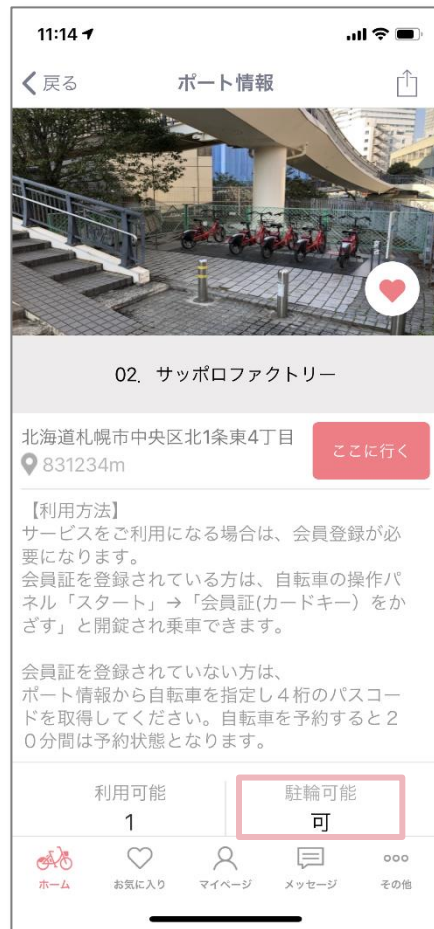 11:14
戻る
ポート情報
02. サッポロファクトリー
北海道札幌市中央区北1条東4丁目
831234m
ここに行く
【利用方法】
サービスをご利用になる場合は、会員登録が必
要になります。
会員証を登録されている方は、自転車の操作パ
ネル「スタート」→「会員証(カードキー）をか
ざす」と開錠され乗車できます。
会員証を登録されていない方は、
ポート情報から自転車を指定し４桁のパスコー
ドを取得してください。自転車を予約すると２
０分間は予約状態となります。
利用可能
1
駐輪可能
可
ホーム
お気に入り
マイページ
メッセージ
その他